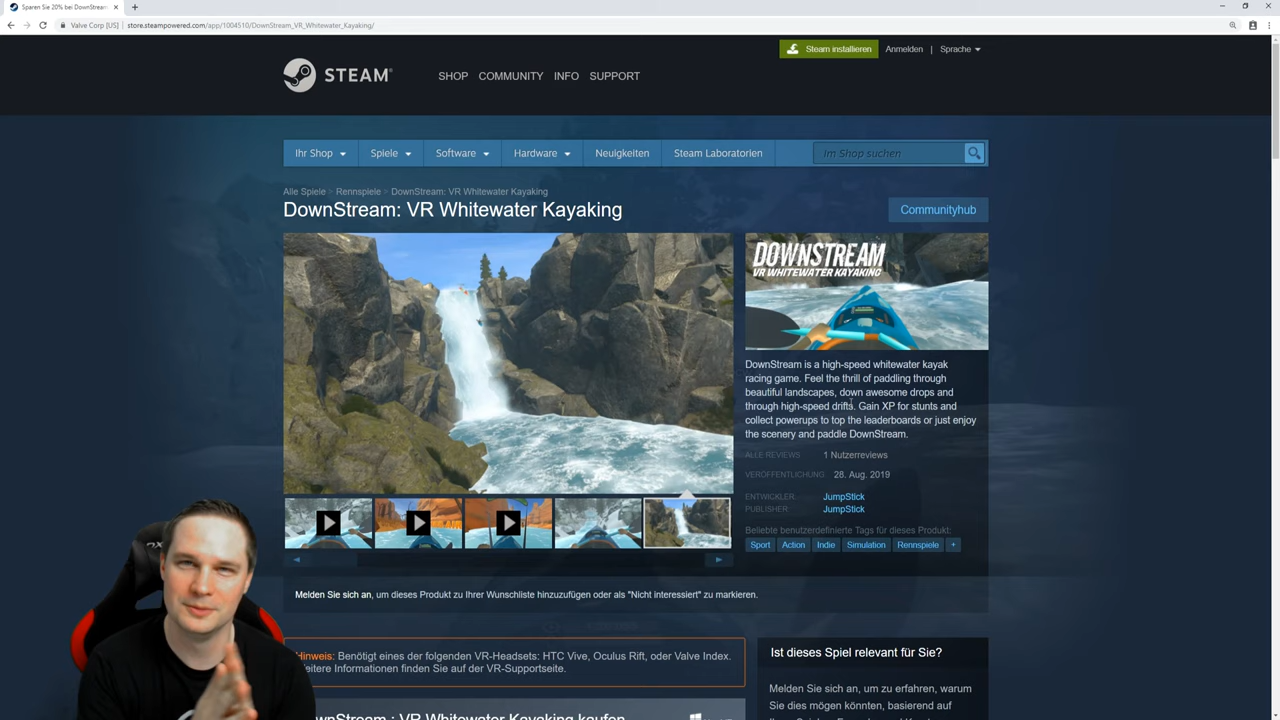 Sparen Sie 20% bei DownStream
Valve Corp [US] | store.steampowered.com/app/1004510/DownStream_VR_Whitewater_Kayaking/
Steam installieren
Anmelden | Sprache
STEAM
SHOP COMMUNITY INFO SUPPORT
Ihr Shop Spiele Software Hardware Neuigkeiten Steam Laboratorien Im Shop suchen
Alle Spiele > Rennspiele > DownStream: VR Whitewater Kayaking
DownStream: VR Whitewater Kayaking
Communityhub
DOWNSTREAM
VR WHITEWATER KAYAKING
DownStream is a high-speed whitewater kayak
racing game. Feel the thrill of paddling through
beautiful landscapes, down awesome drops and
through high-speed drifts. Gain XP for stunts and
collect powerups to top the leaderboards or just enjoy
the scenery and paddle DownStream.
ALLE REVIEWS: 1 Nutzerreviews
VERÖFFENTLICHUNG: 28. Aug. 2019
ENTWICKLER: JumpStick
PUBLISHER: JumpStick
Beliebte benutzerdefinierte Tags für dieses Produkt:
Sport Action Indie Simulation Rennspiele +
Melden Sie sich an, um dieses Produkt zu Ihrer Wunschliste hinzuzufügen oder als "Nicht interessiert" zu markieren.
Hinweis: Benötigt eines der folgenden VR-Headsets: HTC Vive, Oculus Rift, oder Valve Index.
eitere Informationen finden Sie auf der VR-Supportseite.
Ist dieses Spiel relevant für Sie?
Melden Sie sich an, um zu erfahren, warum
Sie dies mögen könnten, basierend auf
wnStream : VR Whitewater Kayaking kaufen